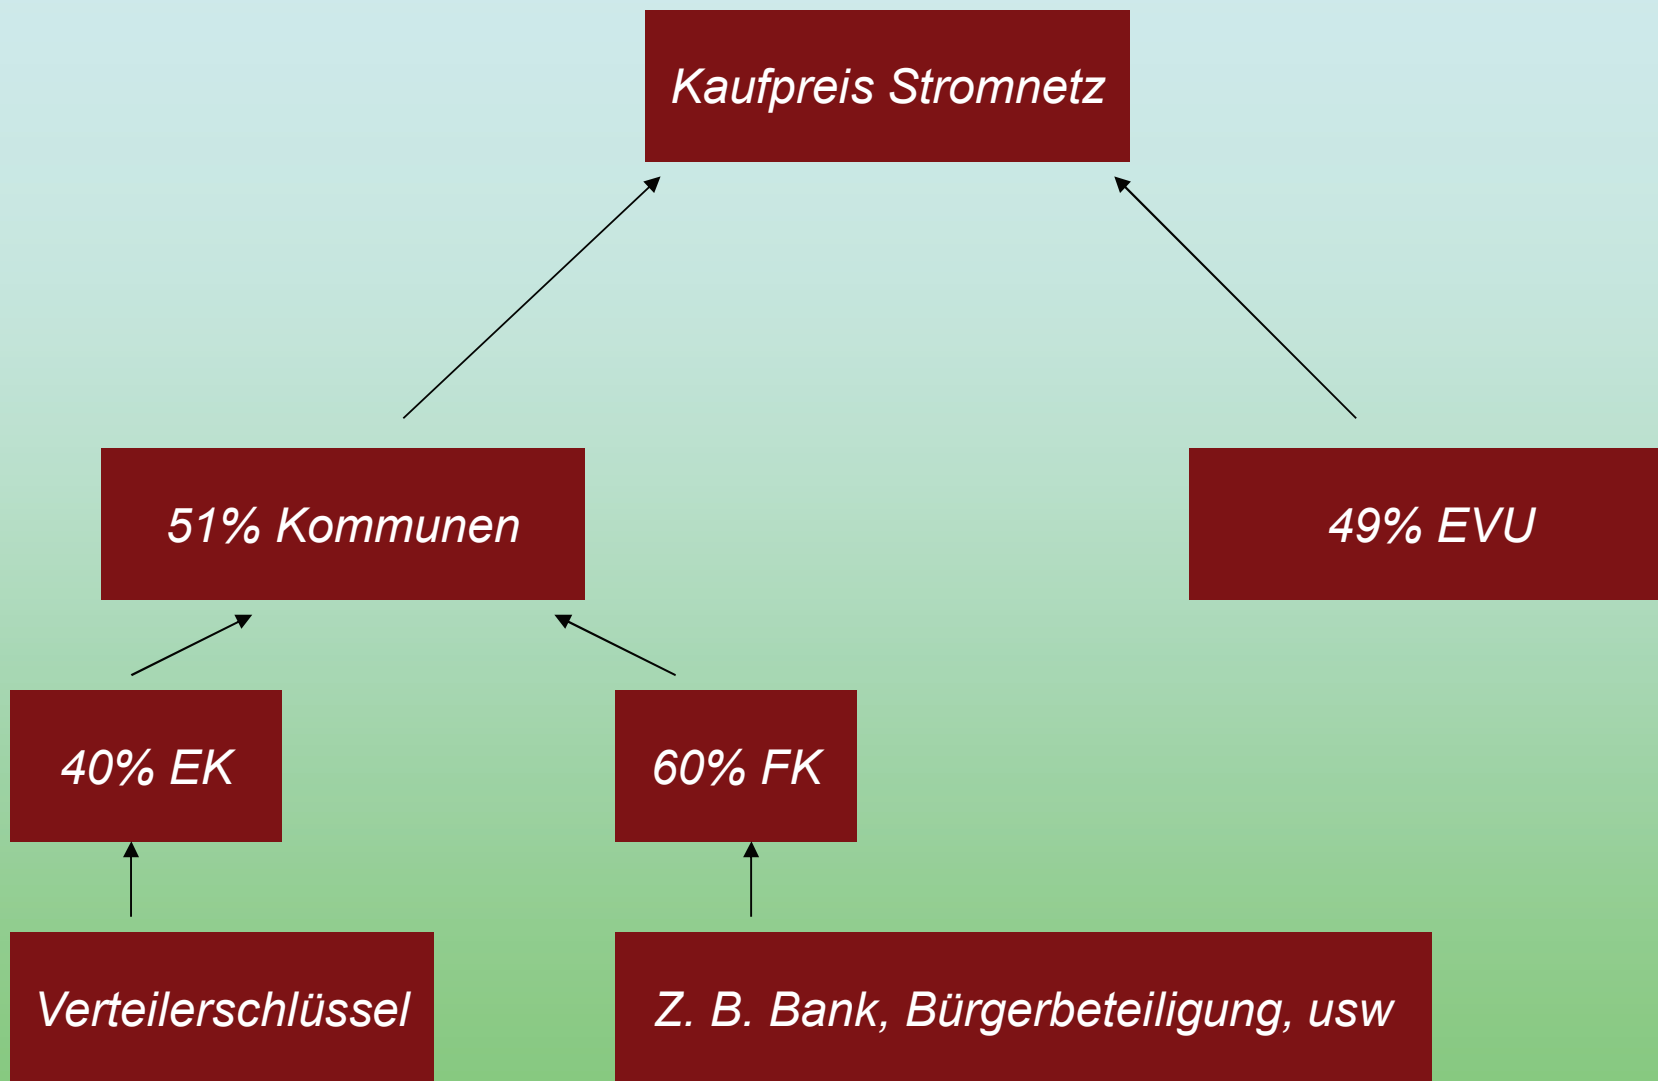 Kaufpreis Stromnetz
51% Kommunen
49% EVU
40% EK
60% FK
Verteilerschlüssel
Z. B. Bank, Bürgerbeteiligung, usw